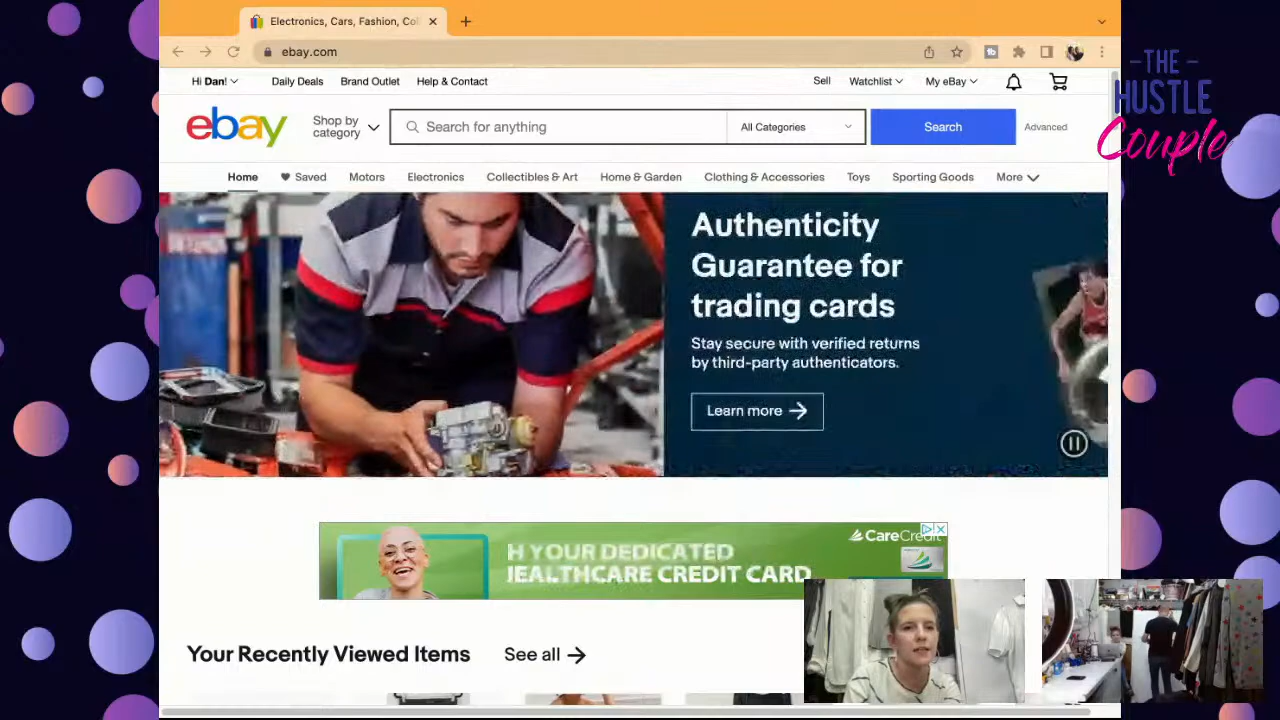 Electronics, Cars, Fashion, Col
ebay.com
Hi Dan!
Daily Deals
Brand Outlet
Help & Contact
Sell
Watchlist
My eBay
-THE-
HUSTLE
Couple
ebay
Shop by
category
Search for anything
All Categories
Search
Advanced
Home
Saved
Motors
Electronics
Collectibles & Art
Home & Garden
Clothing & Accessories
Toys
Sporting Goods
More
Authenticity
Guarantee for
trading cards
Stay secure with verified returns
by third-party authenticators.
Learn more
CareCredit
H YOUR DEDICATED
HEALTHCARE CREDIT CARD
Your Recently Viewed Items
See all